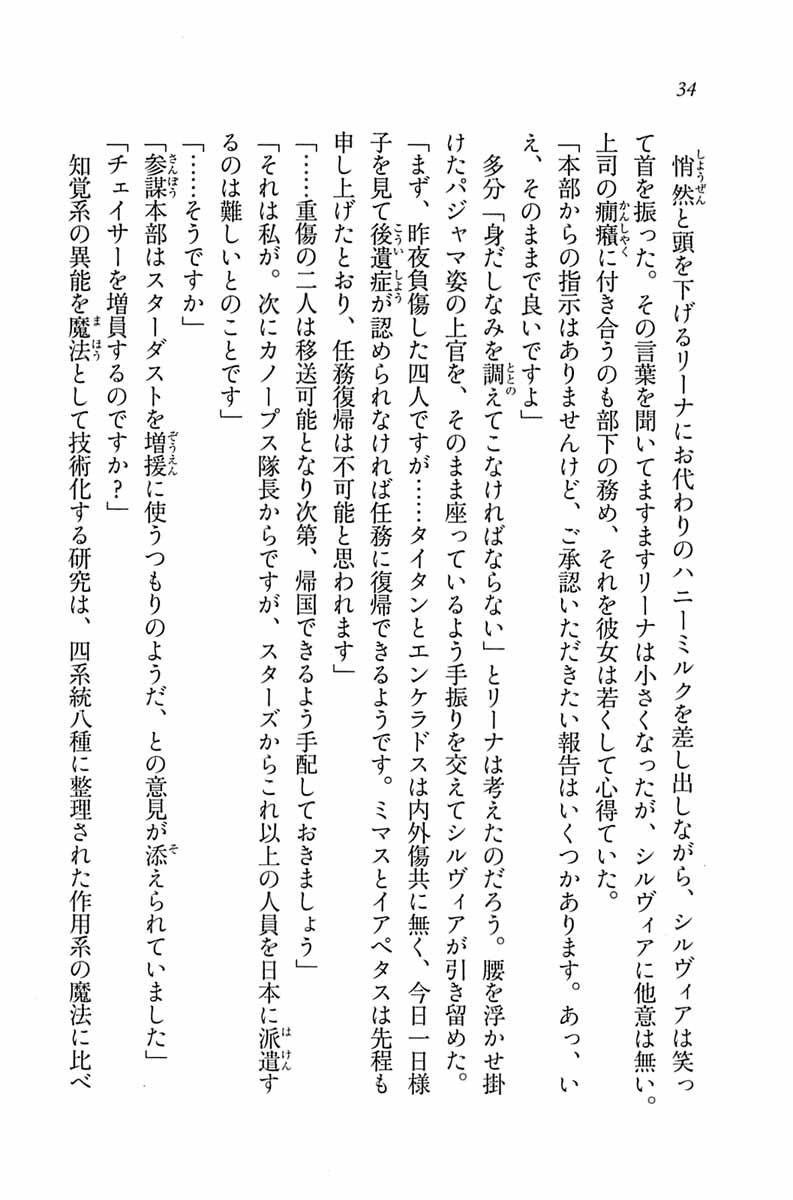 34
悄然と頭を下げるリーナにお代わりのハニーミルクを差し出しながら、シルヴィアは笑っ
て首を振った。その言葉を聞いてますますリーナは小さくなったが、シルヴィアに他意は無い。
上司の癇癪に付き合うのも部下の務め、それを彼女は若くして心得ていた。
「本部からの指示はありませんけど、ご承認いただきたい報告はいくつかあります。あっ、い
え、そのままで良いですよ」
多分「身だしなみを調えてこなければならない」とリーナは考えたのだろう。腰を浮かせ掛
けたパジャマ姿の上官を、そのまま座っているよう手振りを交えてシルヴィアが引き留めた。
「まず、昨夜負傷した四人ですが……タイタンとエンケラドスは内外傷共に無く、今日一日様
子を見て後遺症が認められなければ任務に復帰できるようです。ミマスとイアペタスは先程も
申し上げたとおり、任務復帰は不可能と思われます」
「……重傷の二人は移送可能となり次第、帰国できるよう手配しておきましょう」
「それは私が。次にカノープス隊長からですが、スターズからこれ以上の人員を日本に派遣す
るのは難しいとのことです」
「……そうですか」
「参謀本部はスターダストを増援に使うつもりのようだ、との意見が添えられていました」
「チェイサーを増員するのですか？」
知覚系の異能を魔法として技術化する研究は、四系統八種に整理された作用系の魔法に比べ